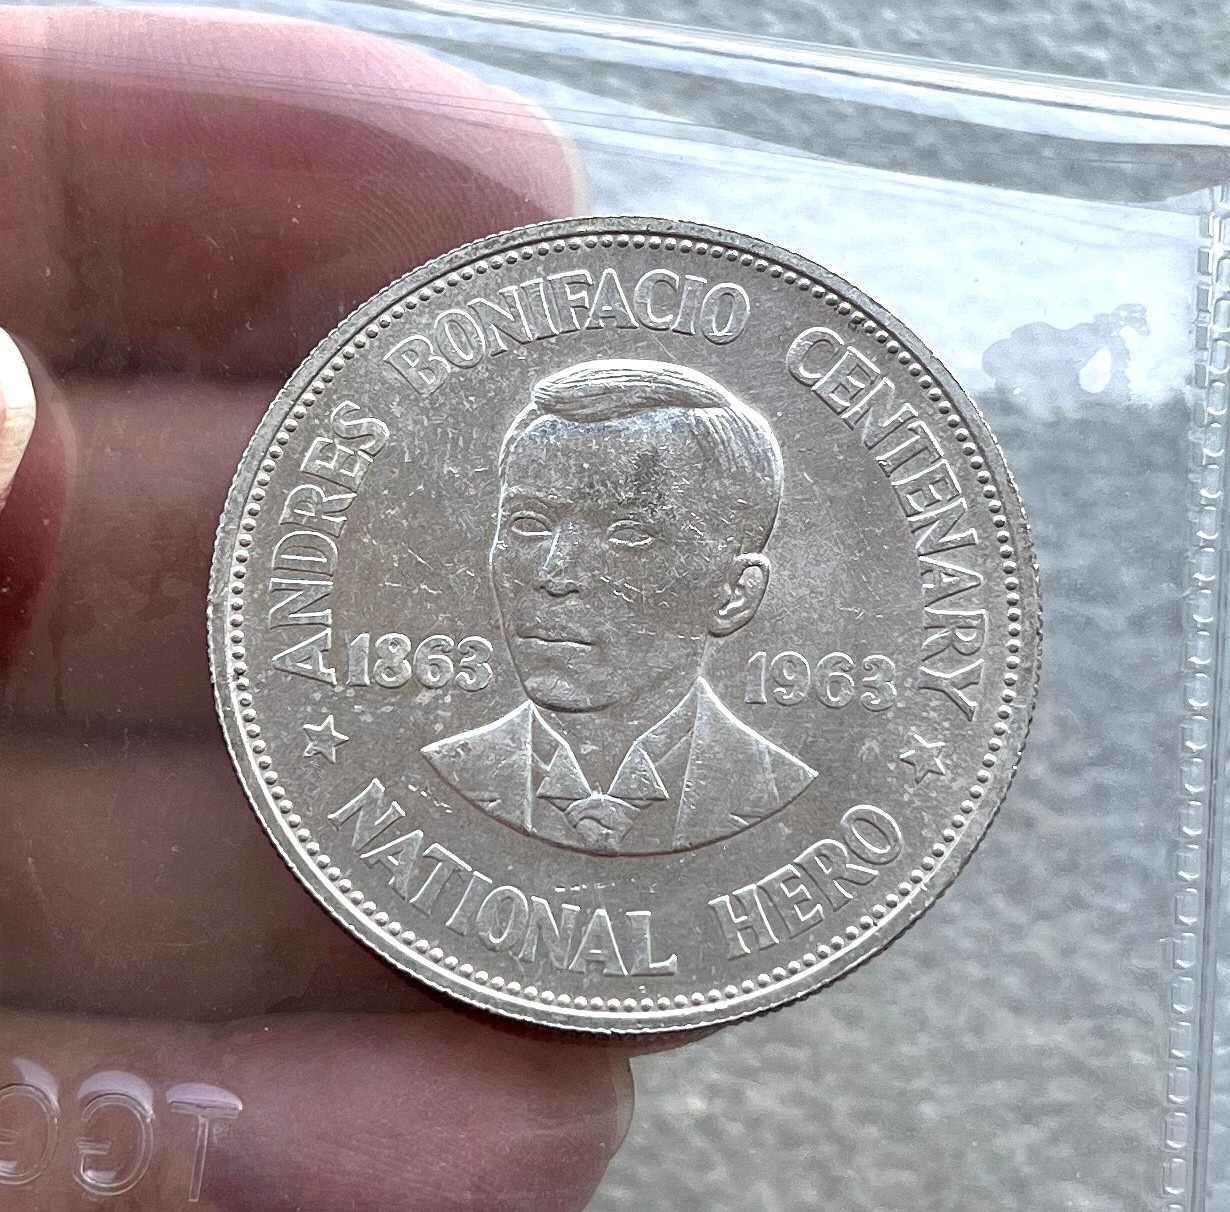 ANDRES BONIFACIO CENTENARY
1863 1963
NATIONAL HERO